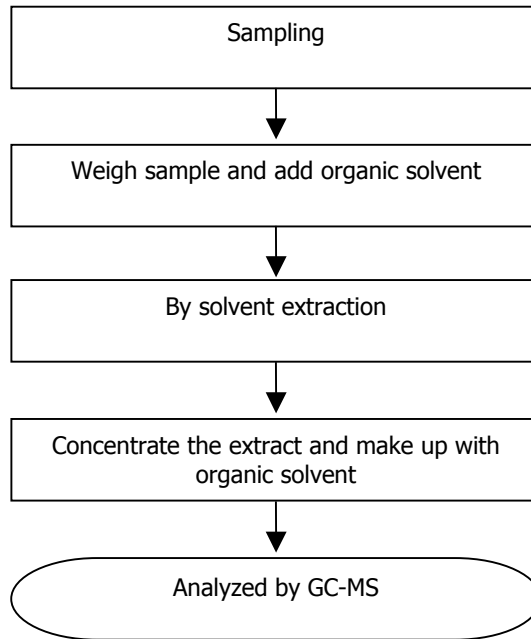 Sampling
Weigh sample and add organic solvent
By solvent extraction
Concentrate the extract and make up with
organic solvent
Analyzed by GC-MS